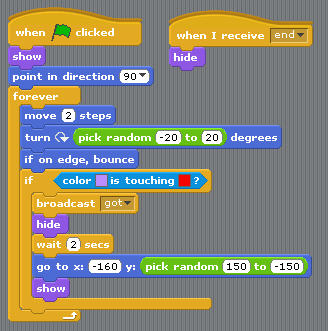 when clicked
show
point in direction 90
forever
move 2 steps
turn pick random -20 to 20 degrees
if on edge, bounce
if color is touching ?
broadcast got
hide
wait 2 secs
go to x: -160 y: pick random 150 to -150
show
when I receive end
hide